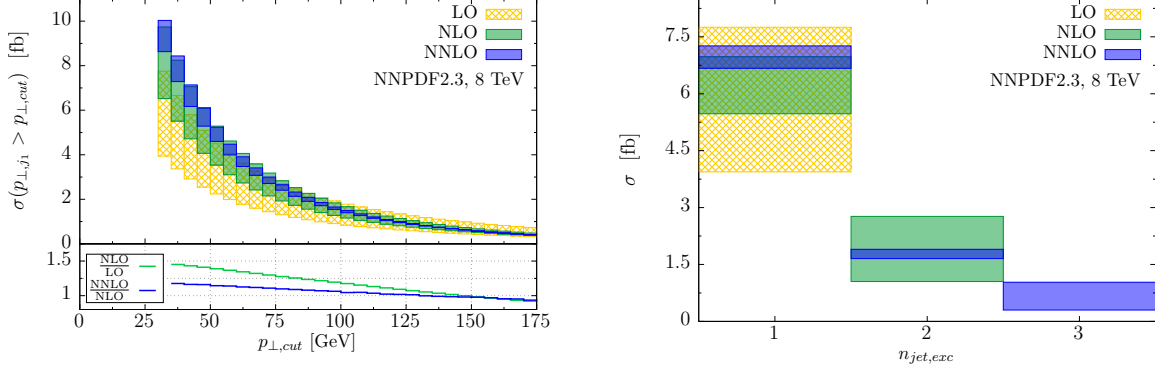 10
8
6
4
2
0
σ(p⊥,j1 > p⊥,cut) [fb]
LO
NLO
NNLO
NNPDF2.3, 8 TeV
1.5
1
NLO
LO
NNLO
NLO
0 25 50 75 100 125 150 175
p⊥,cut [GeV]
7.5
6
4.5
3
1.5
0
σ [fb]
LO
NLO
NNLO
NNPDF2.3, 8 TeV
1 2 3
njet,exc